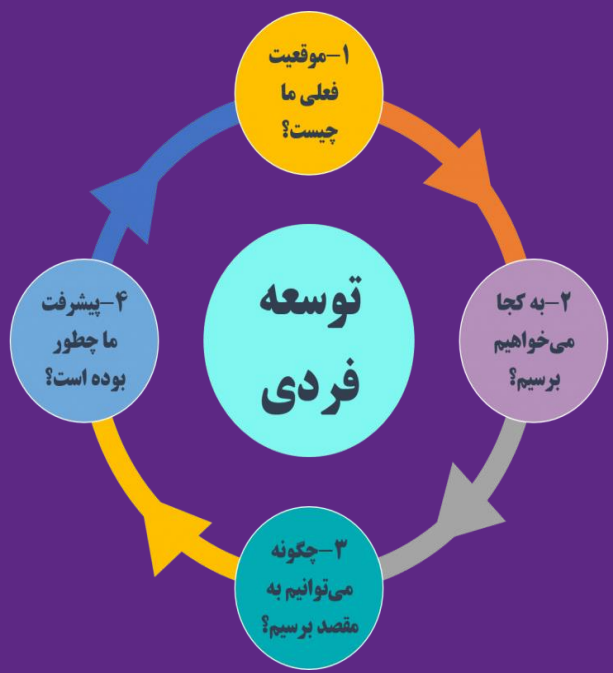 ۱-موقعیت
فعلی ما
چیست؟
۲-به کجا
می‌خواهیم
برسیم؟
۳-چگونه
می‌توانیم به
مقصد برسیم؟
۴-پیشرفت
ما چطور
بوده است؟
توسعه
فردی